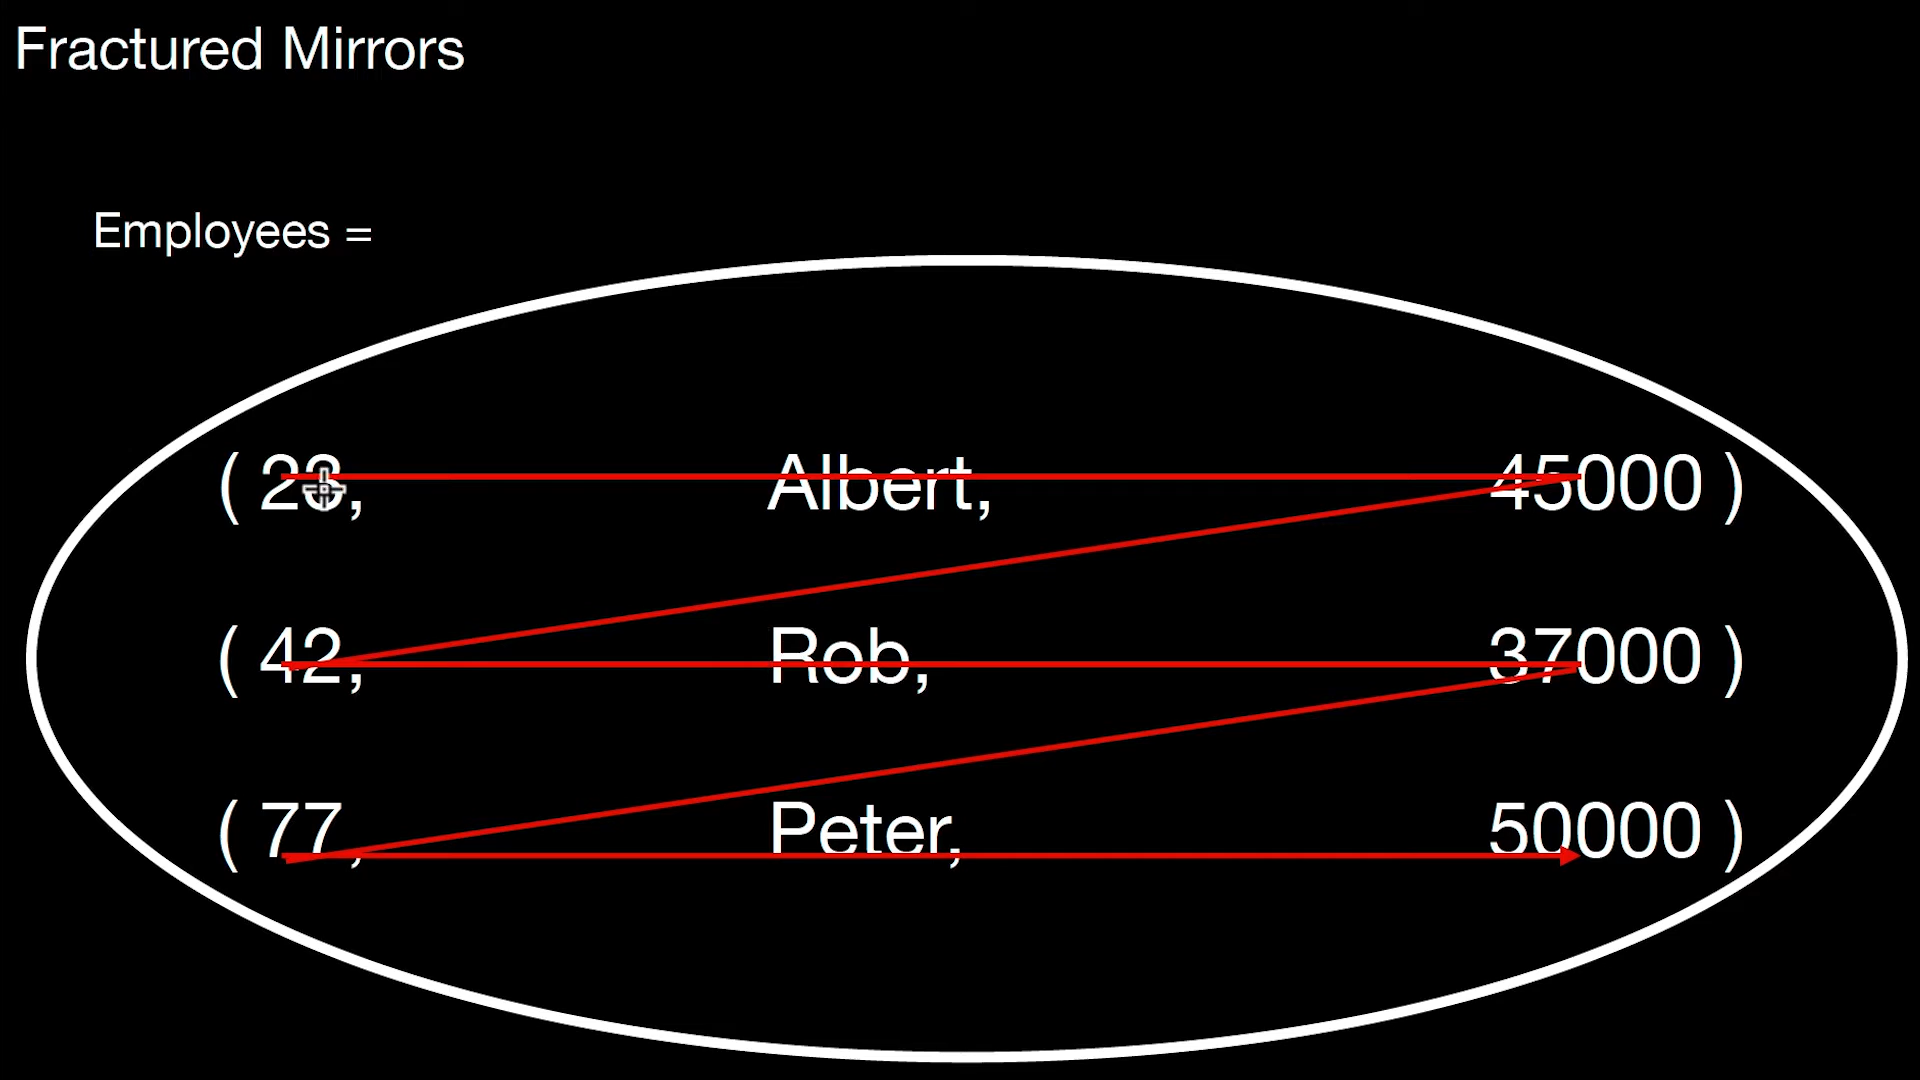 Fractured Mirrors
Employees =
( 23, Albert, 45000 )
( 42, Rob, 37000 )
( 77, Peter, 50000 )